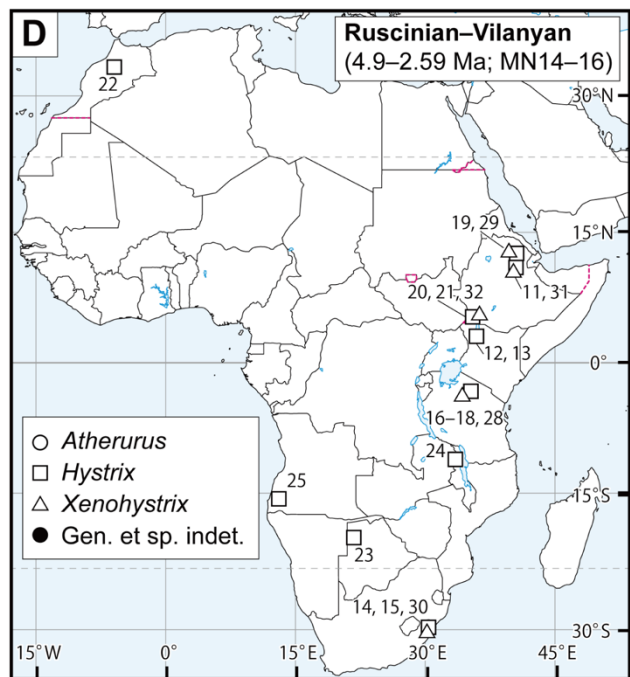 D
Ruscinian–Vilanyan
(4.9–2.59 Ma; MN14–16)
22
30°N
19, 29
15°N
20, 21, 32
11, 31
12, 13
0°
16–18, 28
24
25
15°S
23
14, 15, 30
30°S
Atherurus
Hystrix
Xenohystrix
Gen. et sp. indet.
15°W
0°
15°E
30°E
45°E